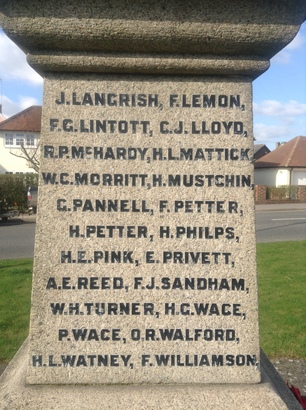 J. LANGRISH, F. LEMON,
F. G. LINTOTT, C. J. LLOYD,
R. P. McHARDY, H. L. MATTICK,
W. C. MORRITT, H. MUSTCHIN,
G. PANNELL, F. PETTER,
H. PETTER, H. PHILPS,
H. E. PINK, E. PRIVETT,
A. E. REED, F. J. SANDHAM,
W. H. TURNER, H. G. WACE,
P. WACE, O. R. WALFORD,
H. L. WATNEY, F. WILLIAMSON.